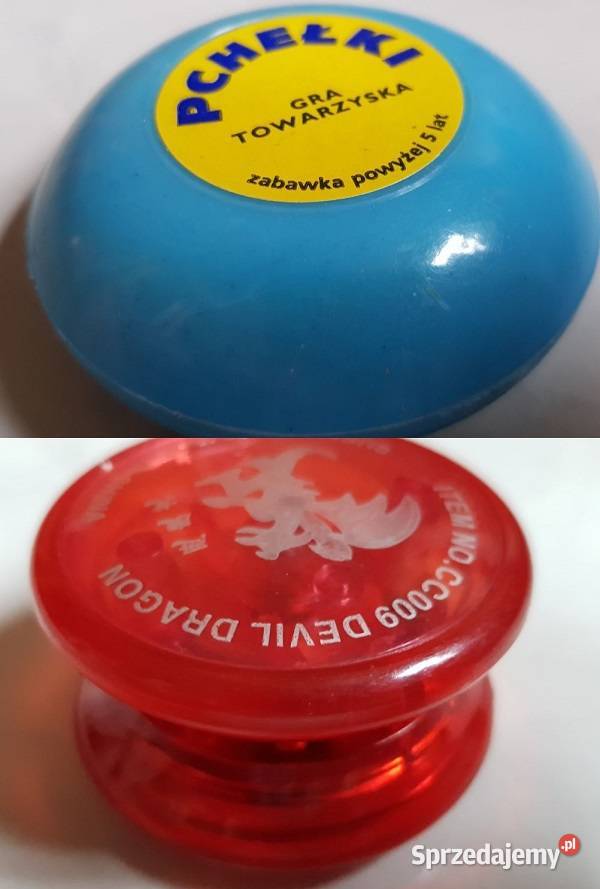 PCHEŁKI
GRA
TOWARZYSKA
zabawka powyżej 5 lat
ITEM NO.CC009 DEVIL DRAGON
Sprzedajemy.pl